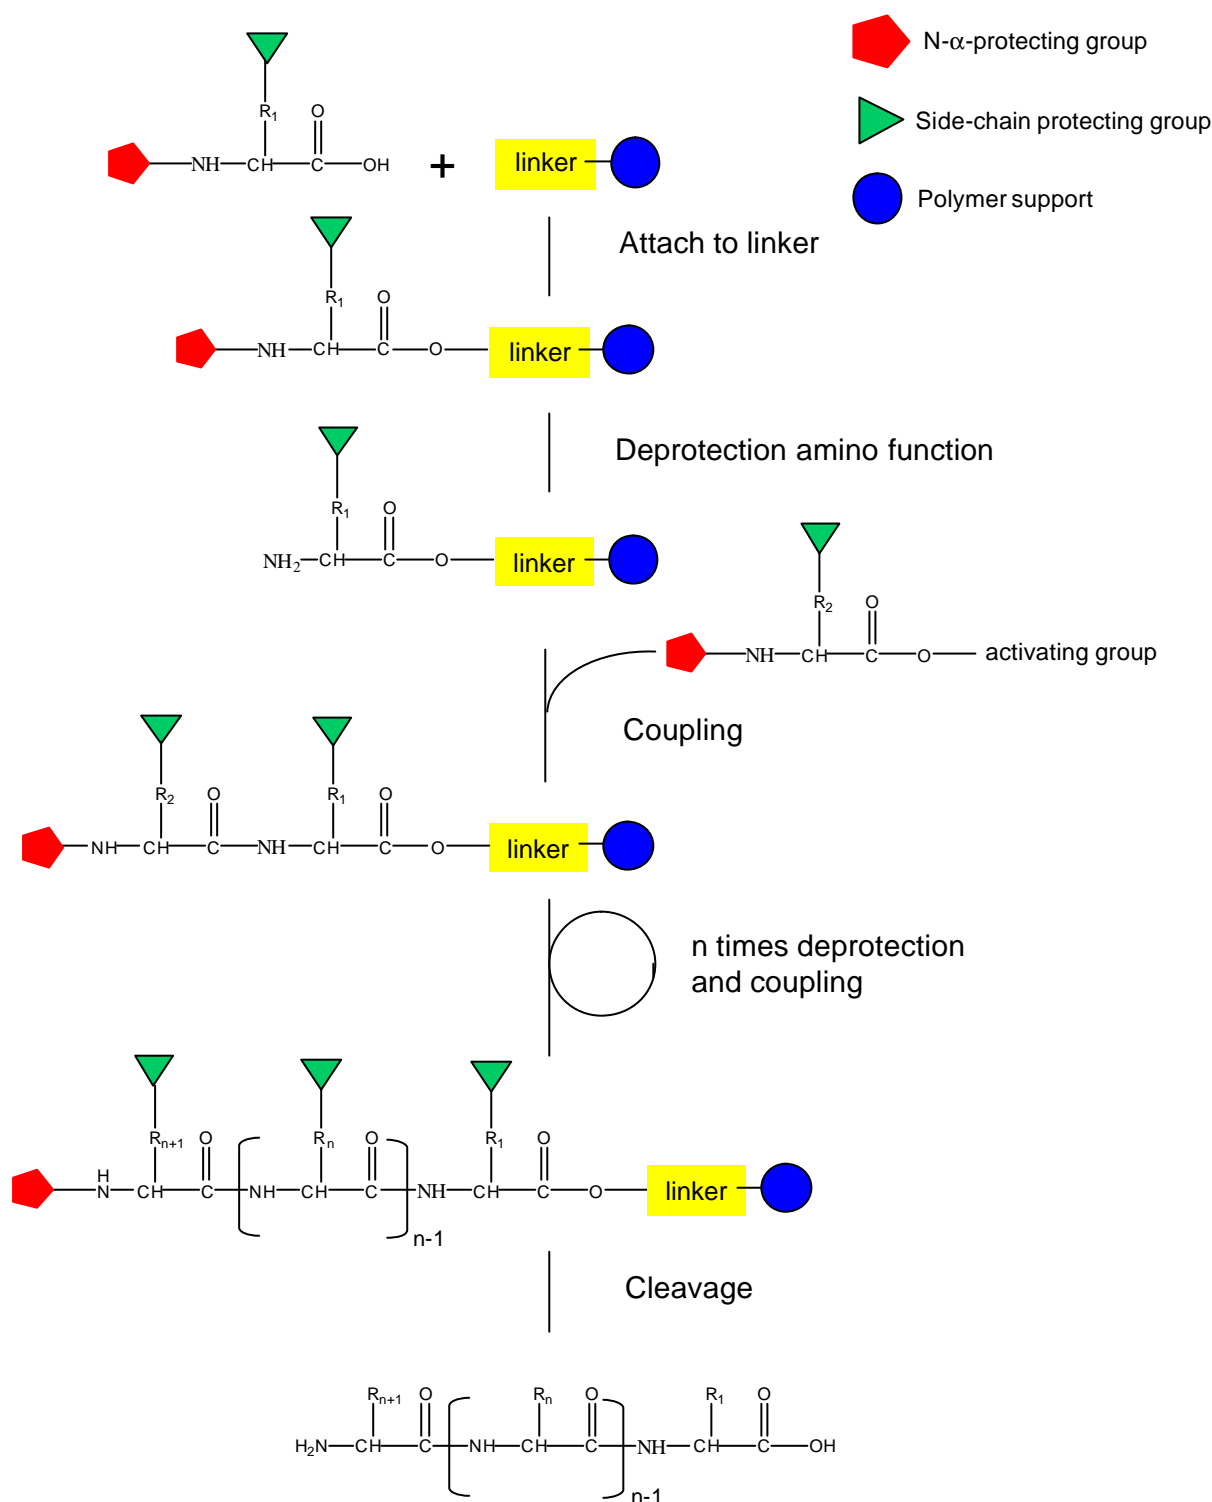 N-α-protecting group
Side-chain protecting group
Polymer support
R1 O
NH CH C OH + linker
Attach to linker
R1 O
NH CH C O linker
Deprotection amino function
R1 O
NH2 CH C O linker
R2 O
NH CH C O activating group
Coupling
R2 O R1 O
NH CH C NH CH C O linker
n times deprotection
and coupling
Rn+1 O Rn O R1 O
H
N CH C NH CH C NH CH C O linker
n-1
Cleavage
Rn+1 O Rn O R1 O
H2N CH C NH CH C NH CH C OH
n-1